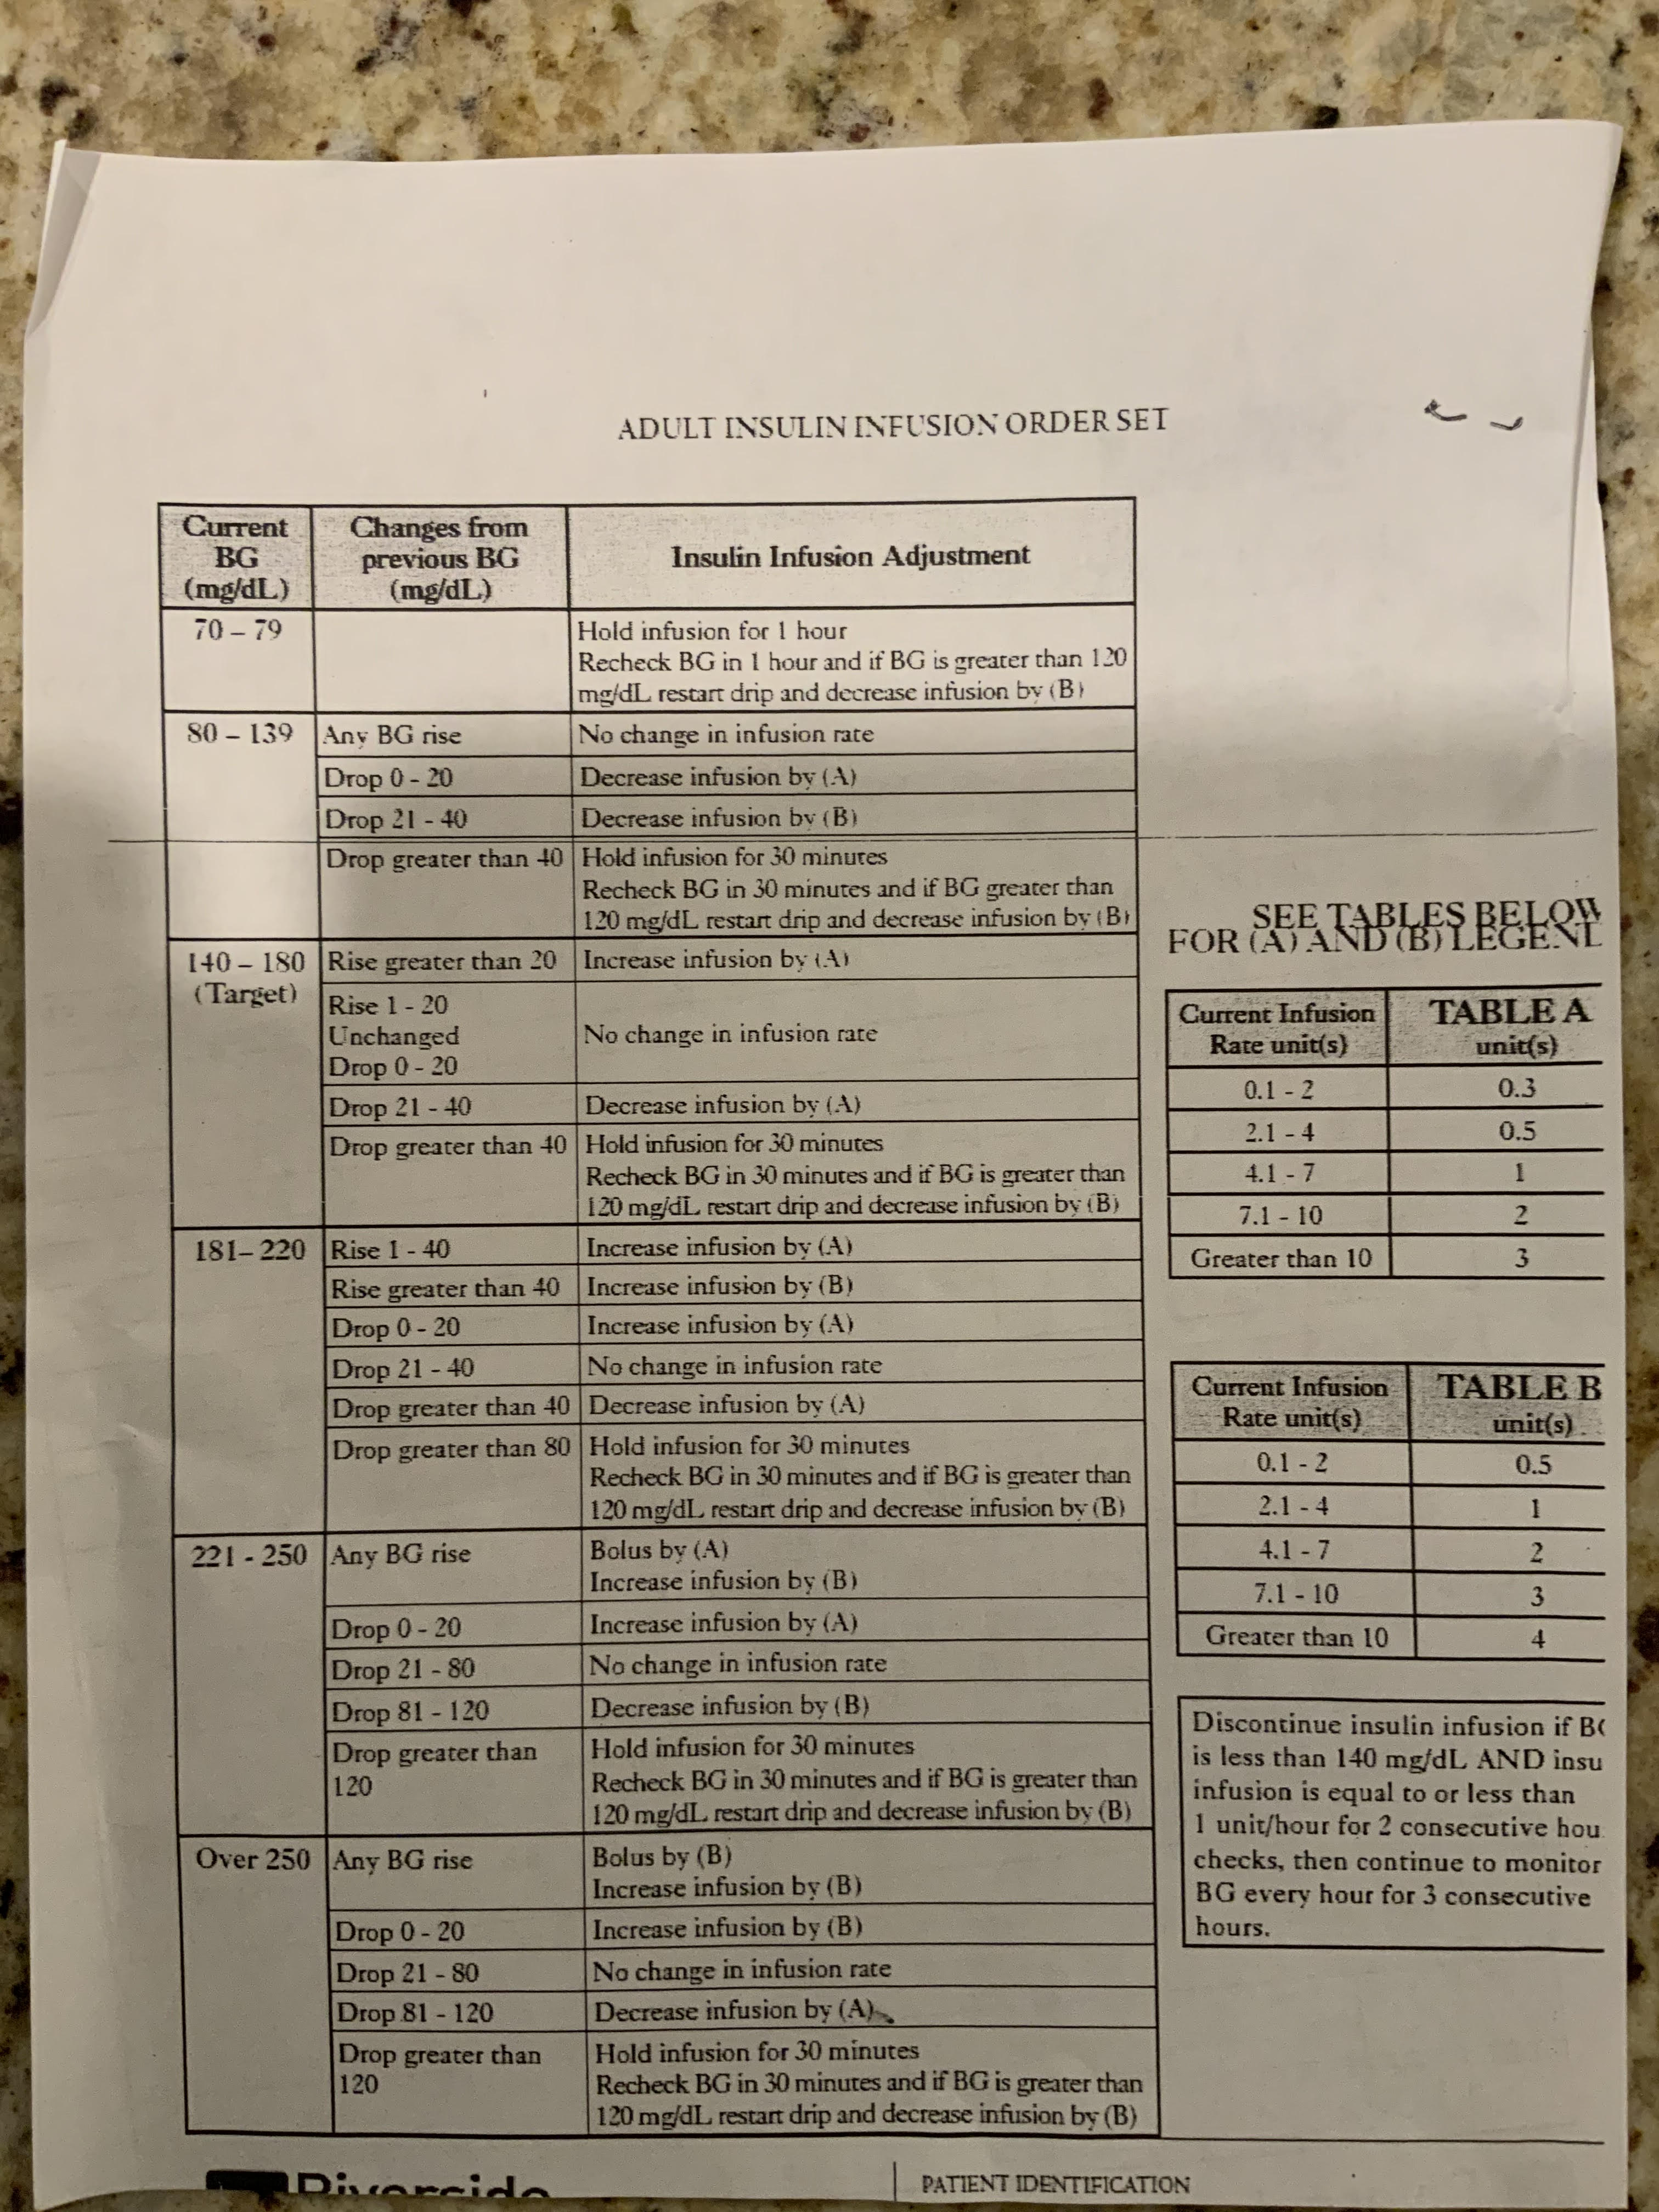 ADULT INSULIN INFUSION ORDER SET
Current BG (mg/dL) Changes from previous BG (mg/dL) Insulin Infusion Adjustment
70 – 79 Hold infusion for 1 hour
Recheck BG in 1 hour and if BG is greater than 120
mg/dL restart drip and decrease infusion by (B)
80 – 139 Any BG rise No change in infusion rate
Drop 0 - 20 Decrease infusion by (A)
Drop 21 - 40 Decrease infusion by (B)
Drop greater than 40 Hold infusion for 30 minutes
Recheck BG in 30 minutes and if BG greater than
120 mg/dL restart drip and decrease infusion by (B)
140 – 180 (Target) Rise greater than 20 Increase infusion by (A)
Rise 1 - 20
Unchanged No change in infusion rate
Drop 0 - 20
Drop 21 - 40 Decrease infusion by (A)
Drop greater than 40 Hold infusion for 30 minutes
Recheck BG in 30 minutes and if BG is greater than
120 mg/dL restart drip and decrease infusion by (B)
181– 220 Rise 1 - 40 Increase infusion by (A)
Rise greater than 40 Increase infusion by (B)
Drop 0 - 20 Increase infusion by (A)
Drop 21 - 40 No change in infusion rate
Drop greater than 40 Decrease infusion by (A)
Drop greater than 80 Hold infusion for 30 minutes
Recheck BG in 30 minutes and if BG is greater than
120 mg/dL restart drip and decrease infusion by (B)
221 - 250 Any BG rise Bolus by (A)
Increase infusion by (B)
Drop 0 - 20 Increase infusion by (A)
Drop 21 - 80 No change in infusion rate
Drop 81 - 120 Decrease infusion by (B)
Drop greater than 120 Hold infusion for 30 minutes
Recheck BG in 30 minutes and if BG is greater than
120 mg/dL restart drip and decrease infusion by (B)
Over 250 Any BG rise Bolus by (B)
Increase infusion by (B)
Drop 0 - 20 Increase infusion by (B)
Drop 21 - 80 No change in infusion rate
Drop 81 - 120 Decrease infusion by (A)
Drop greater than 120 Hold infusion for 30 minutes
Recheck BG in 30 minutes and if BG is greater than
120 mg/dL restart drip and decrease infusion by (B)
SEE TABLES BELOW
FOR (A) AND (B)
Current Infusion TABLE A
Rate unit(s) unit(s)
0.1 - 2 0.3
2.1 - 4 0.5
4.1 - 7 1
7.1 - 10 2
Greater than 10 3
Current Infusion TABLE B
Rate unit(s) unit(s)
0.1 - 2 0.5
2.1 - 4 1
4.1 - 7 2
7.1 - 10 3
Greater than 10 4
Discontinue insulin infusion if
is less than 140 mg/dL AND insu
infusion is equal to or less than
1 unit/hour for 2 consecutive hou
checks, then continue to monitor
BG every hour for 3 consecutive
hours.
Riverside
PATIENT IDENTIFICATION